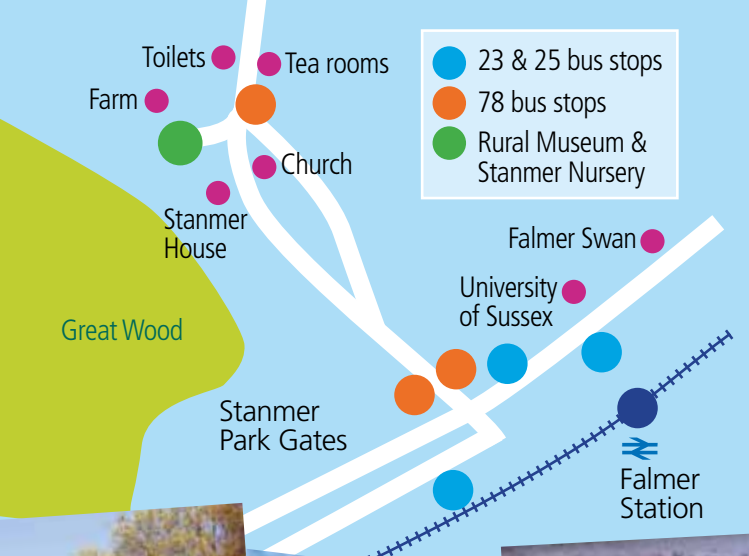 Toilets
Tea rooms
Farm
Church
Stanmer
House
23 & 25 bus stops
78 bus stops
Rural Museum &
Stanmer Nursery
Falmer Swan
University
of Sussex
Great Wood
Stanmer
Park Gates
Falmer
Station